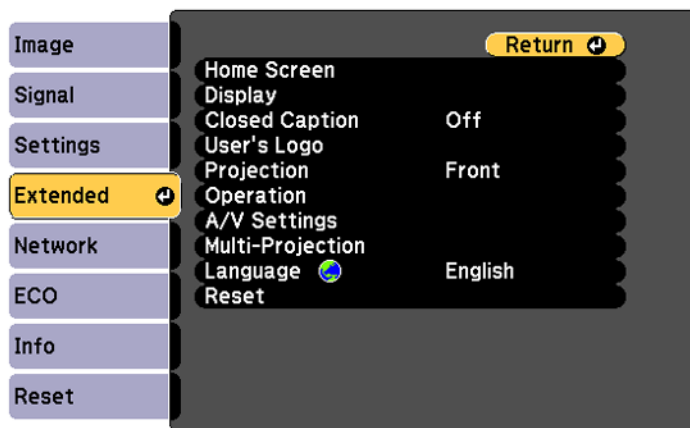 Image
Signal
Settings
Extended
Network
ECO
Info
Reset
Return
Home Screen
Display
Closed Caption Off
User's Logo
Projection Front
Operation
A/V Settings
Multi-Projection
Language English
Reset